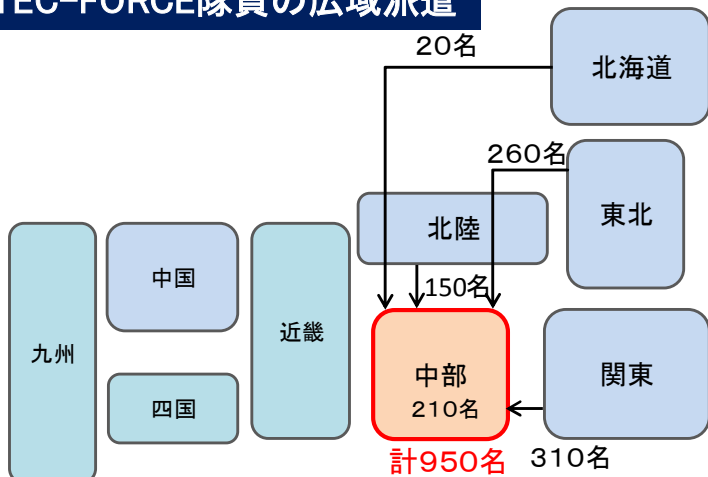 TEC-FORCE隊員の広域派遣
20名
北海道
260名
東北
北陸
150名
中国
近畿
九州
四国
中部
210名
関東
計950名
310名